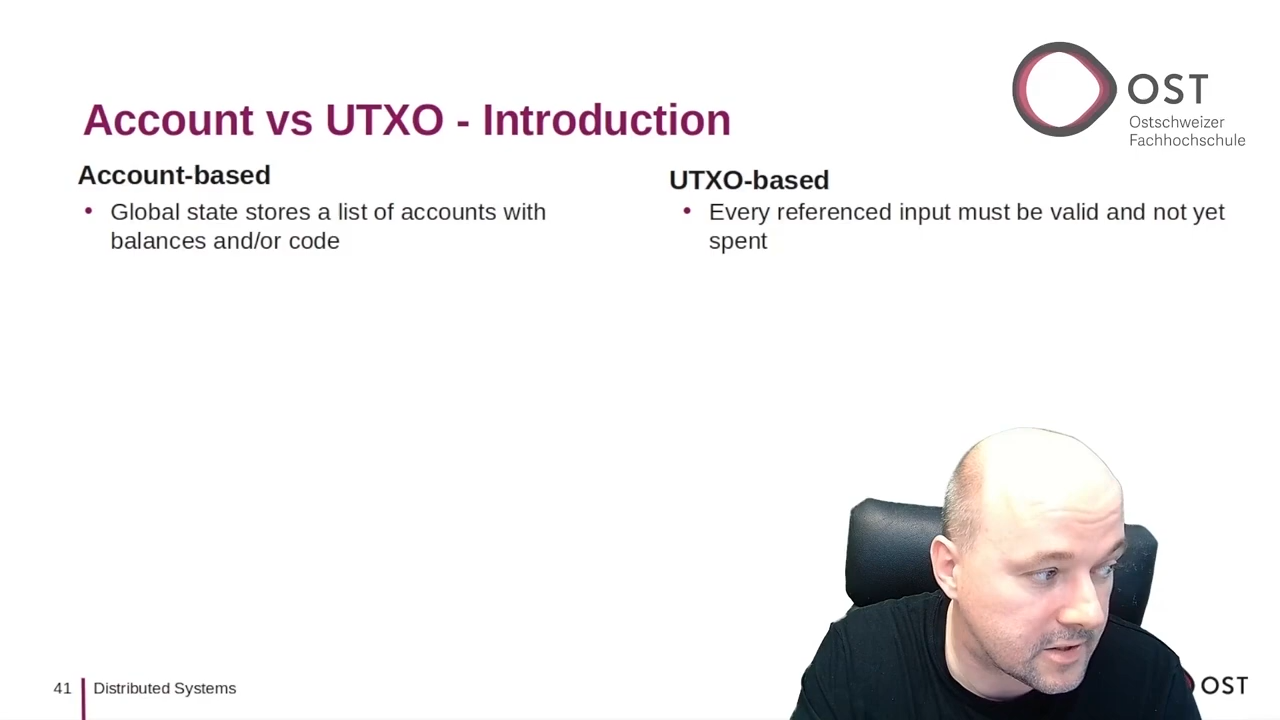 OST
Ostschweizer
Fachhochschule
Account vs UTXO - Introduction
Account-based
• Global state stores a list of accounts with
balances and/or code
UTXO-based
• Every referenced input must be valid and not yet
spent
41
Distributed Systems
OST